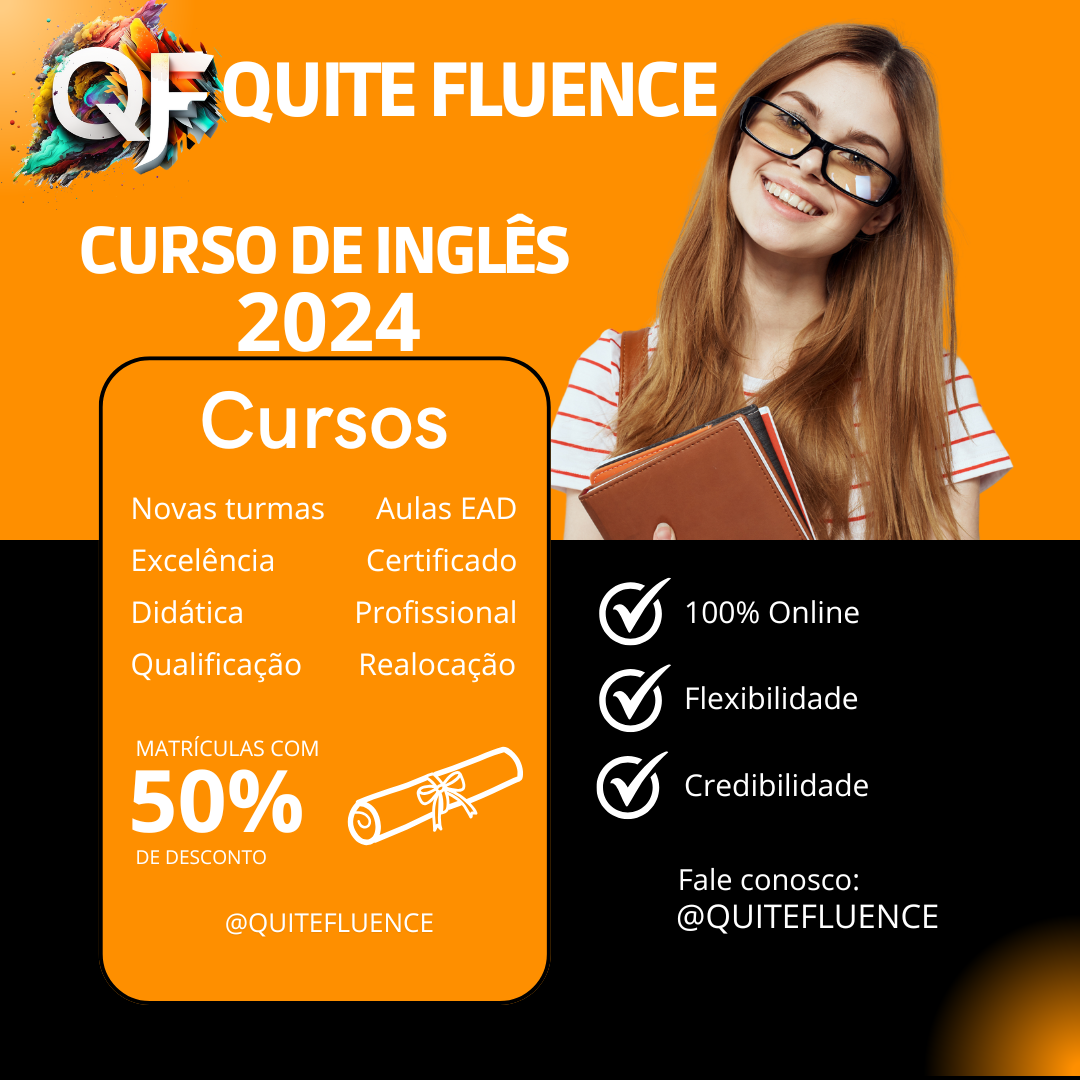 QF QUITE FLUENCE
CURSO DE INGLÊS
2024
Cursos
Novas turmas
Excelência
Didática
Qualificação
Aulas EAD
Certificado
Profissional
Realocação
MATRÍCULAS COM
50%
DE DESCONTO
@QUITEFLUENCE
100% Online
Flexibilidade
Credibilidade
Fale conosco:
@QUITEFLUENCE